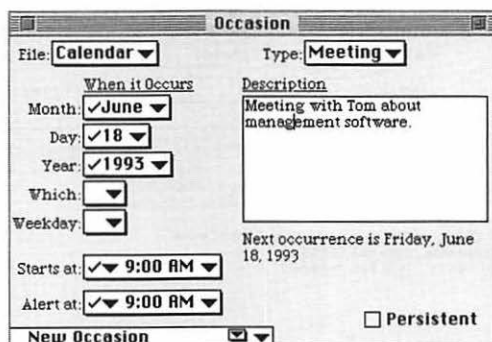 Occasion
File: Calendar Type: Meeting
When it Occurs Description
Month: ✓June Meeting with Tom about
Day: ✓18 management software.
Year: ✓1993
Which:
Weekday:
Next occurrence is Friday, June
18, 1993
Starts at: ✓ 9:00 AM
Alert at: ✓ 9:00 AM
Persistent
New Occasion